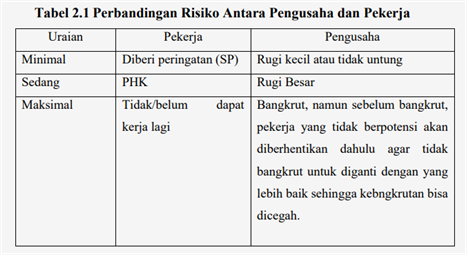 Tabel 2.1 Perbandingan Risiko Antara Pengusaha dan Pekerja
Uraian Pekerja Pengusaha
Minimal Diberi peringatan (SP) Rugi kecil atau tidak untung
Sedang PHK Rugi Besar
Maksimal Tidak/belum dapat Bangkrut, namun sebelum bangkrut,
kerja lagi pekerja yang tidak berpotensi akan
diberhentikan dahulu agar tidak
bangkrut untuk diganti dengan yang
lebih baik sehingga kebngkrutan bisa
dicegah.